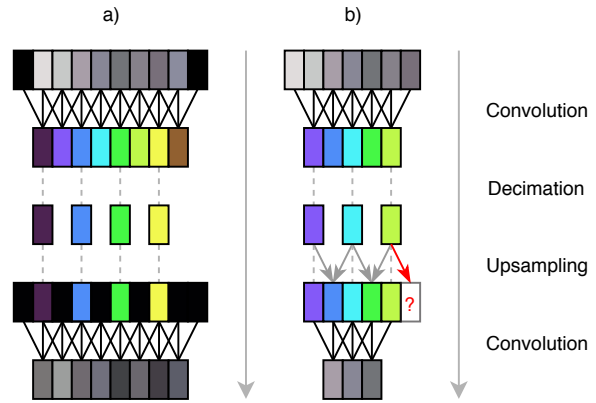 a)
b)
Convolution
Decimation
Upsampling
?
Convolution